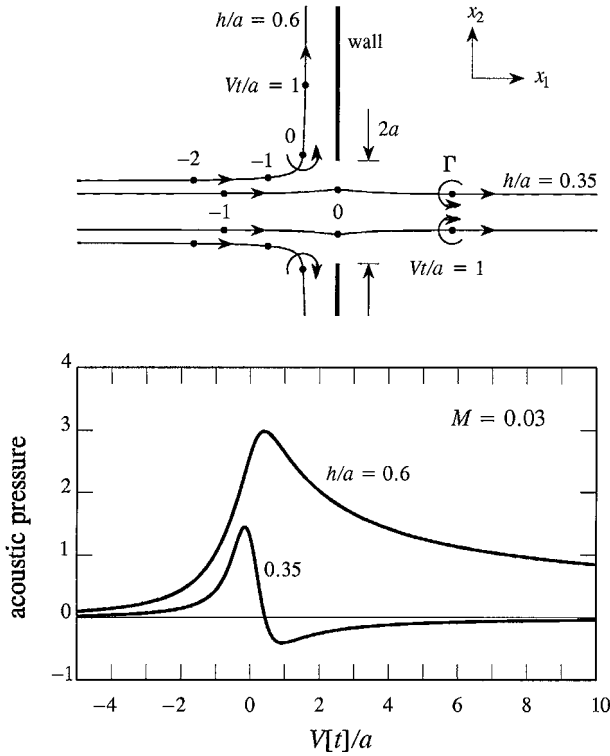 x₂
h/a = 0.6
wall
x₁
Vt/a = 1
0
2a
−2
−1
Γ
h/a = 0.35
−1
0
Vt/a = 1
4
M = 0.03
3
h/a = 0.6
2
acoustic pressure
1
0.35
0
−1
−4
−2
0
2
4
6
8
10
V[t]/a